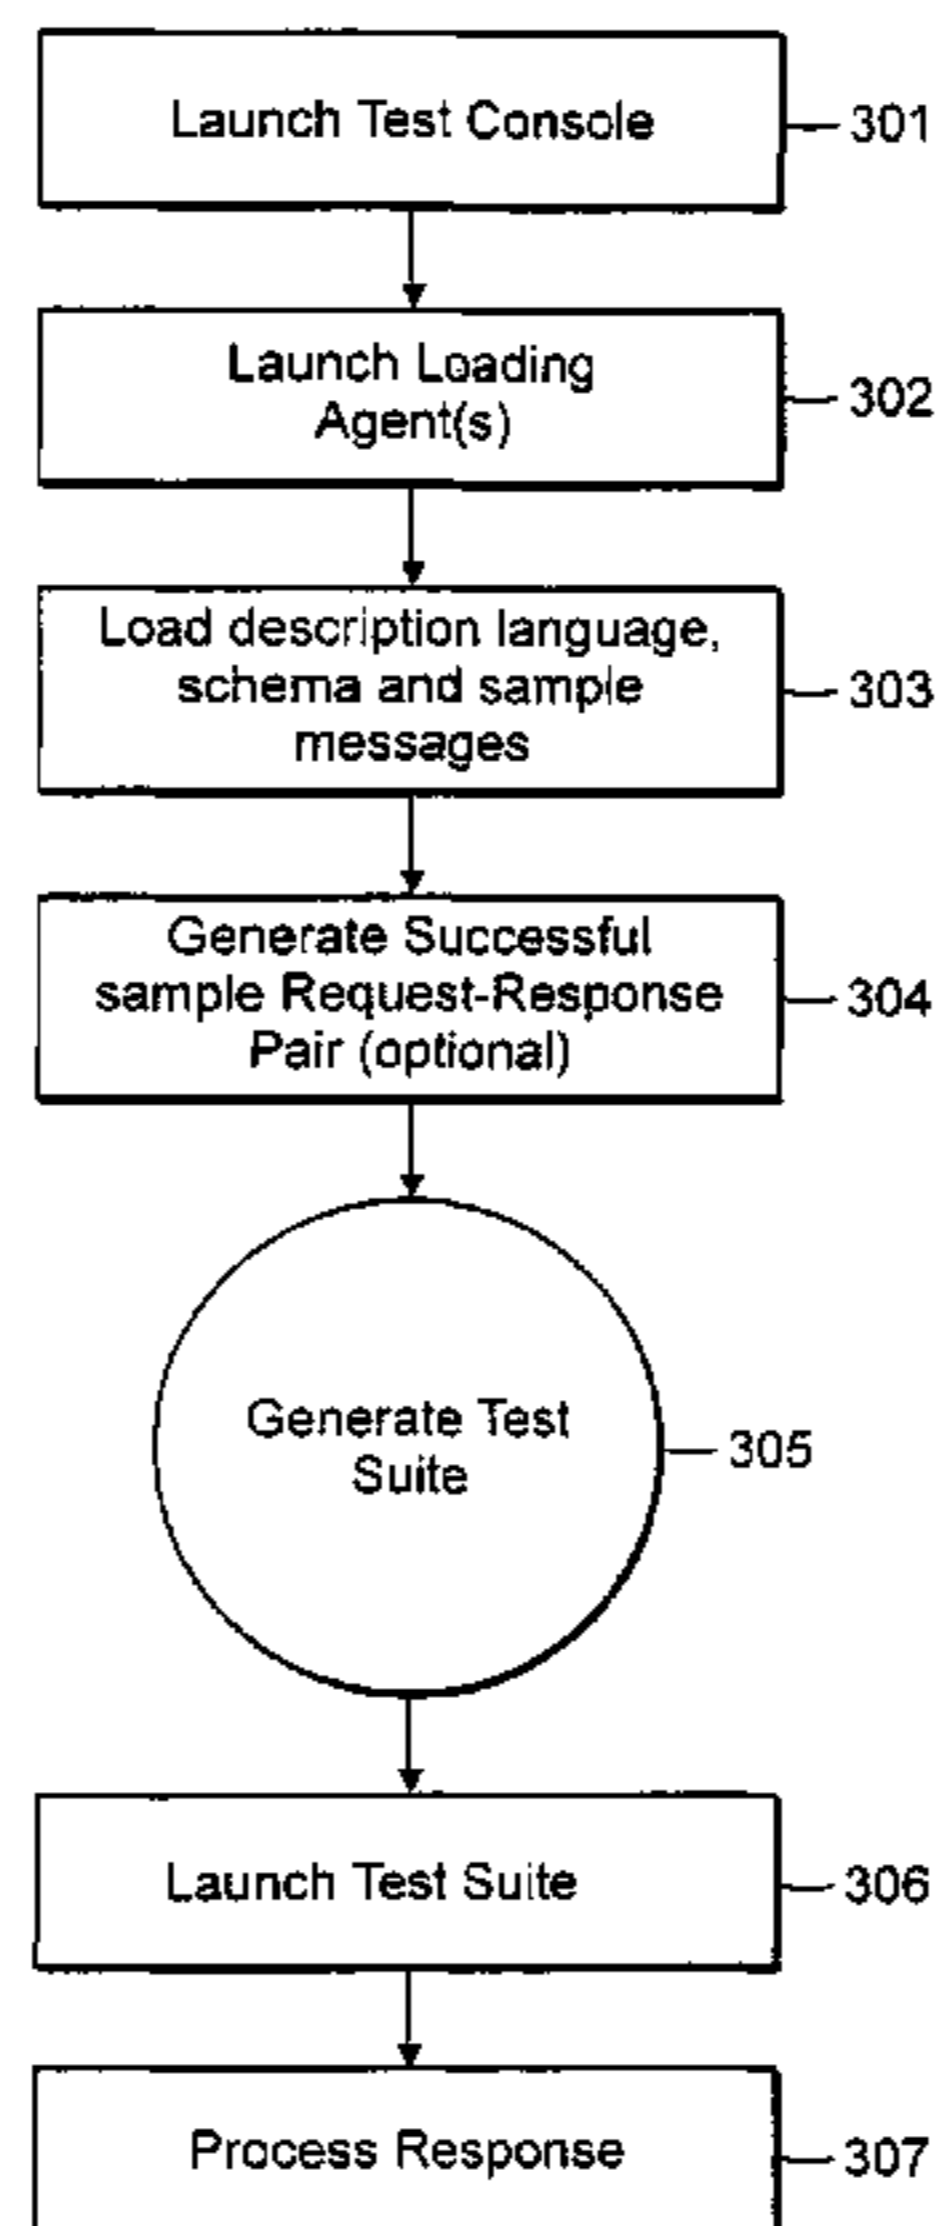 Launch Test Console
301
Launch Loading
Agent(s)
302
Load description language,
schema and sample
messages
303
Generate Successful
sample Request-Response
Pair (optional)
304
Generate Test
Suite
305
Launch Test Suite
306
Process Response
307